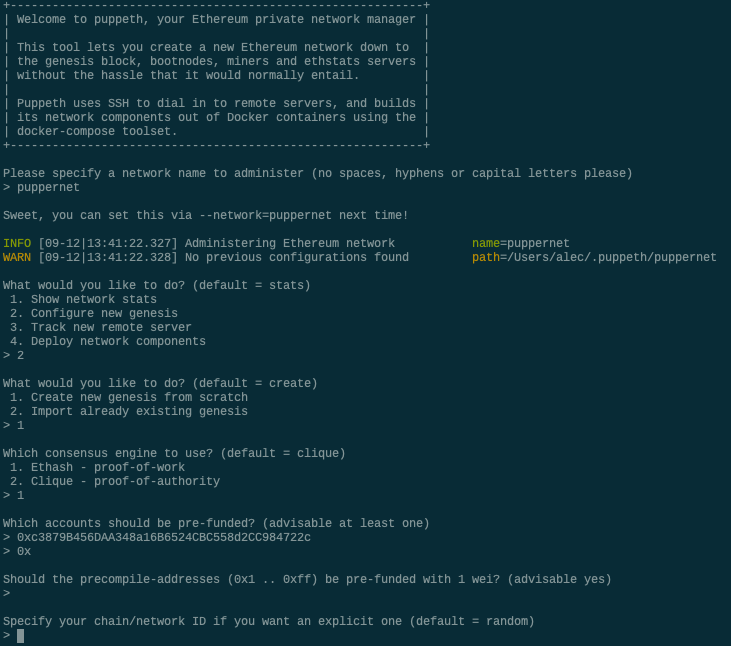 +-----------------------------------------------------------+
| Welcome to puppeth, your Ethereum private network manager |
|                                                           |
| This tool lets you create a new Ethereum network down to  |
| the genesis block, bootnodes, miners and ethstats servers |
| without the hassle that it would normally entail.         |
|                                                           |
| Puppeth uses SSH to dial in to remote servers, and builds |
| its network components out of Docker containers using the |
| docker-compose toolset.                                   |
+-----------------------------------------------------------+
Please specify a network name to administer (no spaces, hyphens or capital letters please)
> puppernet
Sweet, you can set this via --network=puppernet next time!
INFO [09-12|13:41:22.327] Administering Ethereum network           name=puppernet
WARN [09-12|13:41:22.328] No previous configurations found         path=/Users/alec/.puppeth/puppernet
What would you like to do? (default = stats)
 1. Show network stats
 2. Configure new genesis
 3. Track new remote server
 4. Deploy network components
> 2
What would you like to do? (default = create)
 1. Create new genesis from scratch
 2. Import already existing genesis
> 1
Which consensus engine to use? (default = clique)
 1. Ethash - proof-of-work
 2. Clique - proof-of-authority
> 1
Which accounts should be pre-funded? (advisable at least one)
> 0xc3879B456DAA348a16B6524CBC558d2CC984722c
> 0x
Should the precompile-addresses (0x1 .. 0xff) be pre-funded with 1 wei? (advisable yes)
>
Specify your chain/network ID if you want an explicit one (default = random)
>